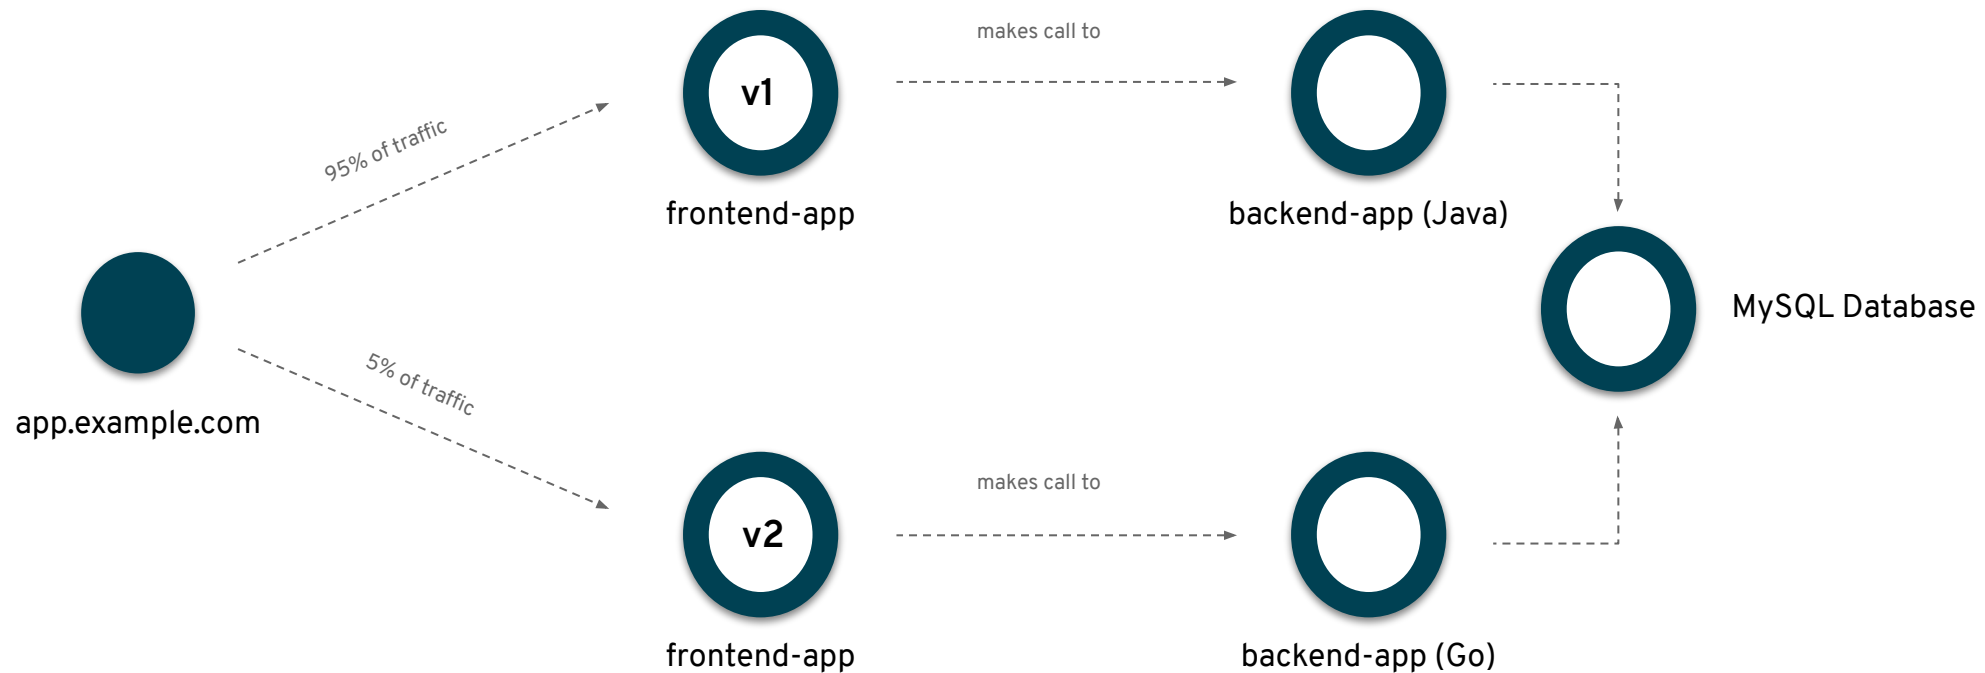 makes call to
v1
95% of traffic
frontend-app
backend-app (Java)
MySQL Database
5% of traffic
app.example.com
makes call to
v2
frontend-app
backend-app (Go)